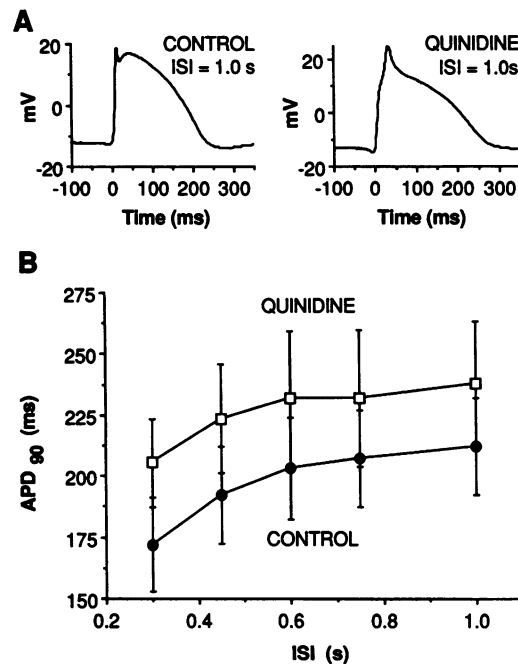 A
CONTROL
ISI = 1.0 s
QUINIDINE
ISI = 1.0s
20
0
-20
mV
-100 0 100 200 300
Time (ms)
20
0
-20
mV
-100 0 100 200 300
Time (ms)
B
275
250
225
200
175
150
APD 90 (ms)
QUINIDINE
CONTROL
0.2 0.4 0.6 0.8 1.0
ISI (s)